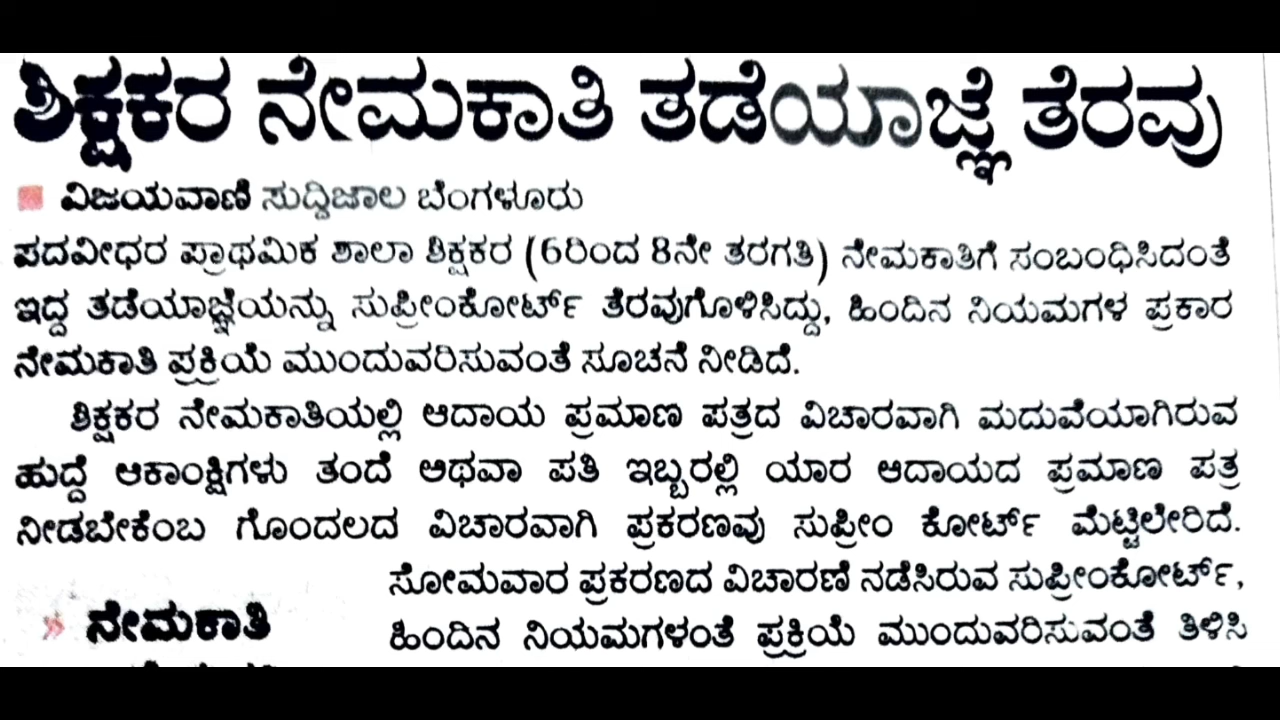 ಶಿಕ್ಷಕರ ನೇಮಕಾತಿ ತಡೆಯಾಜ್ಞೆ ತೆರವು
ವಿಜಯವಾಣಿ ಸುದ್ದಿಜಾಲ ಬೆಂಗಳೂರು
ಪದವೀಧರ ಪ್ರಾಥಮಿಕ ಶಾಲಾ ಶಿಕ್ಷಕರ (6ರಿಂದ 8ನೇ ತರಗತಿ) ನೇಮಕಾತಿಗೆ ಸಂಬಂಧಿಸಿದಂತೆ
ಇದ್ದ ತಡೆಯಾಜ್ಞೆಯನ್ನು ಸುಪ್ರೀಂಕೋರ್ಟ್ ತೆರವುಗೊಳಿಸಿದ್ದು, ಹಿಂದಿನ ನಿಯಮಗಳ ಪ್ರಕಾರ
ನೇಮಕಾತಿ ಪ್ರಕ್ರಿಯೆ ಮುಂದುವರಿಸುವಂತೆ ಸೂಚನೆ ನೀಡಿದೆ.
ಶಿಕ್ಷಕರ ನೇಮಕಾತಿಯಲ್ಲಿ ಆದಾಯ ಪ್ರಮಾಣ ಪತ್ರದ ವಿಚಾರವಾಗಿ ಮದುವೆಯಾಗಿರುವ
ಹುದ್ದೆ ಆಕಾಂಕ್ಷಿಗಳು ತಂದೆ ಅಥವಾ ಪತಿ ಇಬ್ಬರಲ್ಲಿ ಯಾರ ಆದಾಯದ ಪ್ರಮಾಣ ಪತ್ರ
ನೀಡಬೇಕೆಂಬ ಗೊಂದಲದ ವಿಚಾರವಾಗಿ ಪ್ರಕರಣವು ಸುಪ್ರೀಂ ಕೋರ್ಟ್ ಮೆಟ್ಟಿಲೇರಿದೆ.
ಸೋಮವಾರ ಪ್ರಕರಣದ ವಿಚಾರಣೆ ನಡೆಸಿರುವ ಸುಪ್ರೀಂಕೋರ್ಟ್,
ಹಿಂದಿನ ನಿಯಮಗಳಂತೆ ಪ್ರಕ್ರಿಯೆ ಮುಂದುವರಿಸುವಂತೆ ತಿಳಿಸಿ
» ನೇಮಕಾತಿ